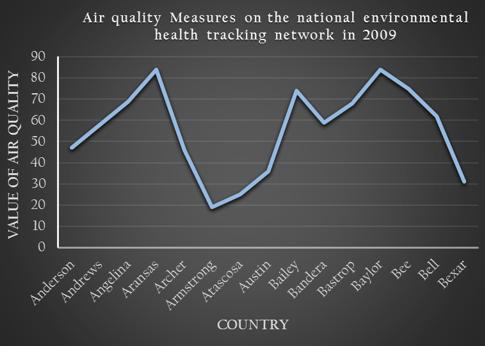 Air quality Measures on the national environmental
health tracking network in 2009
VALUE OF AIR QUALITY
90
80
70
60
50
40
30
20
10
0
Anderson
Andrews
Angelina
Aransas
Archer
Armstrong
Atascosa
Austin
Bailey
Bandera
Bastrop
Baylor
Bee
Bell
Bexar
COUNTRY